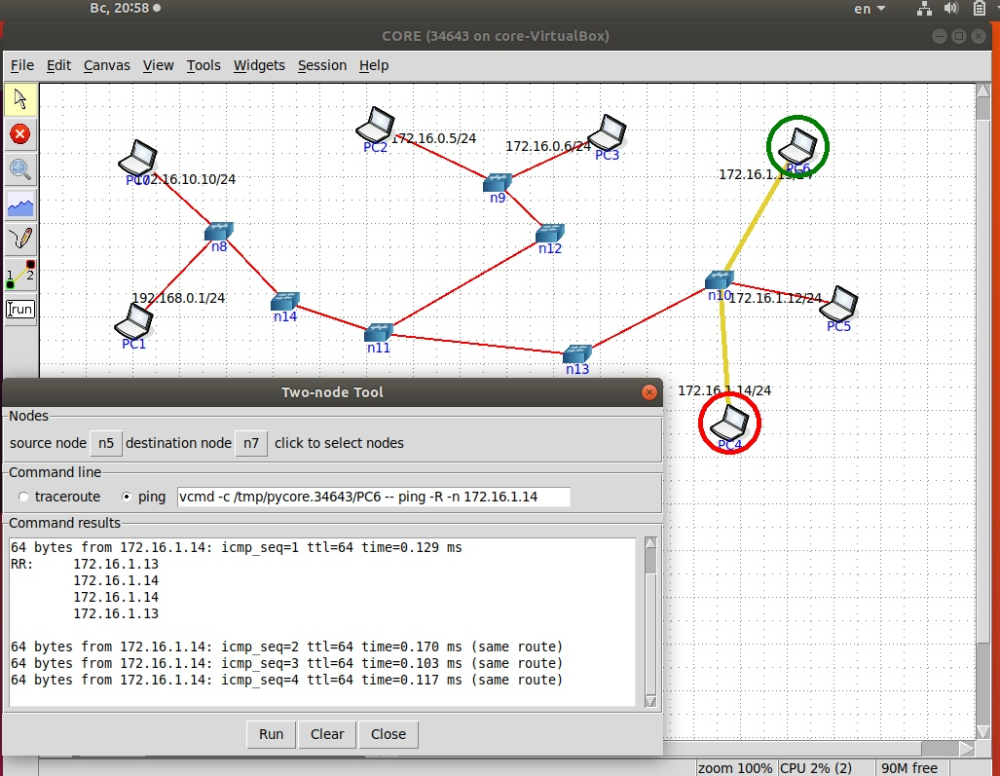 Вс, 20:58
en
CORE (34643 on core-VirtualBox)
File Edit Canvas View Tools Widgets Session Help
PC2
172.16.0.5/24
172.16.0.6/24
PC3
172.16.10.10/24
PC6
n9
n8
n12
192.168.0.1/24
n14
PC1
n11
n13
n10
172.16.1.12/24
PC5
172.16.1.14/24
PC4
1 2
run
Two-node Tool
Nodes
source node n5 destination node n7 click to select nodes
Command line
traceroute ping vcmd -c /tmp/pycore.34643/PC6 -- ping -R -n 172.16.1.14
Command results
64 bytes from 172.16.1.14: icmp_seq=1 ttl=64 time=0.129 ms
RR: 172.16.1.13
172.16.1.14
172.16.1.14
172.16.1.13
64 bytes from 172.16.1.14: icmp_seq=2 ttl=64 time=0.170 ms (same route)
64 bytes from 172.16.1.14: icmp_seq=3 ttl=64 time=0.103 ms (same route)
64 bytes from 172.16.1.14: icmp_seq=4 ttl=64 time=0.117 ms (same route)
Run Clear Close
zoom 100% CPU 2% (2) 90M free